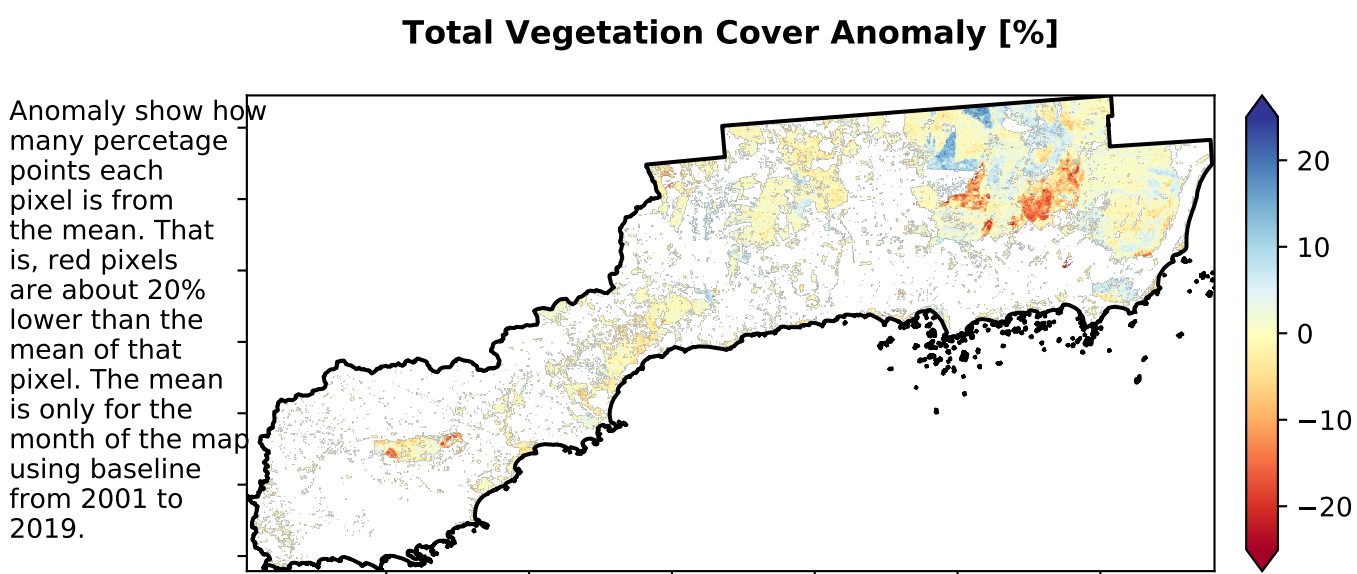 Total Vegetation Cover Anomaly [%]
Anomaly show how
many percetage
points each
pixel is from
the mean. That
is, red pixels
are about 20%
lower than the
mean of that
pixel. The mean
is only for the
month of the map
using baseline
from 2001 to
2019.
20
10
0
−10
−20